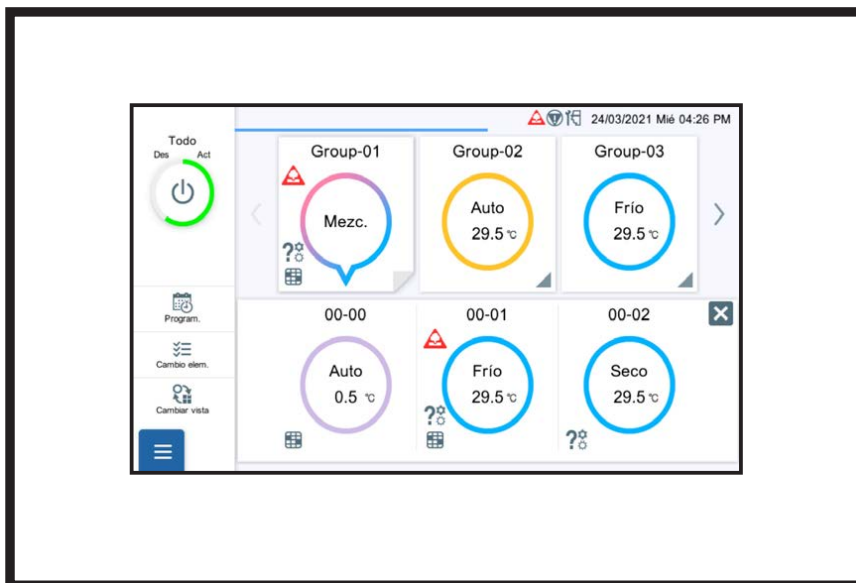 24/03/2021 Mié 04:26 PM
Todo
Des Act
Group-01
Group-02
Group-03
Mezc.
Auto
29.5 ℃
Frío
29.5 ℃
Program.
Cambio elem.
Cambiar vista
00-00
00-01
00-02
Auto
0.5 ℃
Frío
29.5 ℃
Seco
29.5 ℃